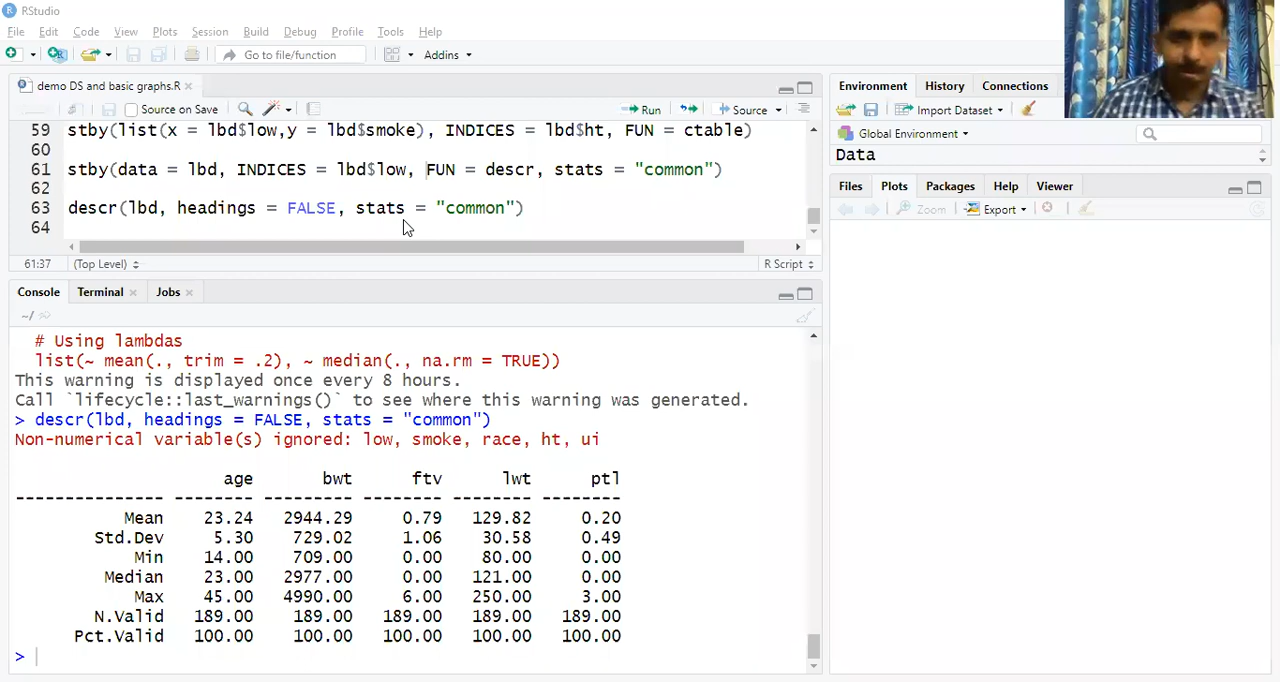 RStudio
File Edit Code View Plots Session Build Debug Profile Tools Help
Go to file/function Addins
demo DS and basic graphs.R
Source on Save Run Source
59 stby(list(x = lbd$low,y = lbd$smoke), INDICES = lbd$ht, FUN = ctable)
60
61 stby(data = lbd, INDICES = lbd$low, FUN = descr, stats = "common")
62
63 descr(lbd, headings = FALSE, stats = "common")
64
61:37 (Top Level) R Script
Console Terminal Jobs
~/
# Using lambdas
list(~ mean(., trim = .2), ~ median(., na.rm = TRUE))
This warning is displayed once every 8 hours.
Call `lifecycle::last_warnings()` to see where this warning was generated.
> descr(lbd, headings = FALSE, stats = "common")
Non-numerical variable(s) ignored: low, smoke, race, ht, ui
age bwt ftv lwt ptl
--------------- -------- --------- -------- -------- --------
Mean 23.24 2944.29 0.79 129.82 0.20
Std.Dev 5.30 729.02 1.06 30.58 0.49
Min 14.00 709.00 0.00 80.00 0.00
Median 23.00 2977.00 0.00 121.00 0.00
Max 45.00 4990.00 6.00 250.00 3.00
N.Valid 189.00 189.00 189.00 189.00 189.00
Pct.Valid 100.00 100.00 100.00 100.00 100.00
>
Environment History Connections
Import Dataset
Global Environment
Data
Files Plots Packages Help Viewer
Zoom Export